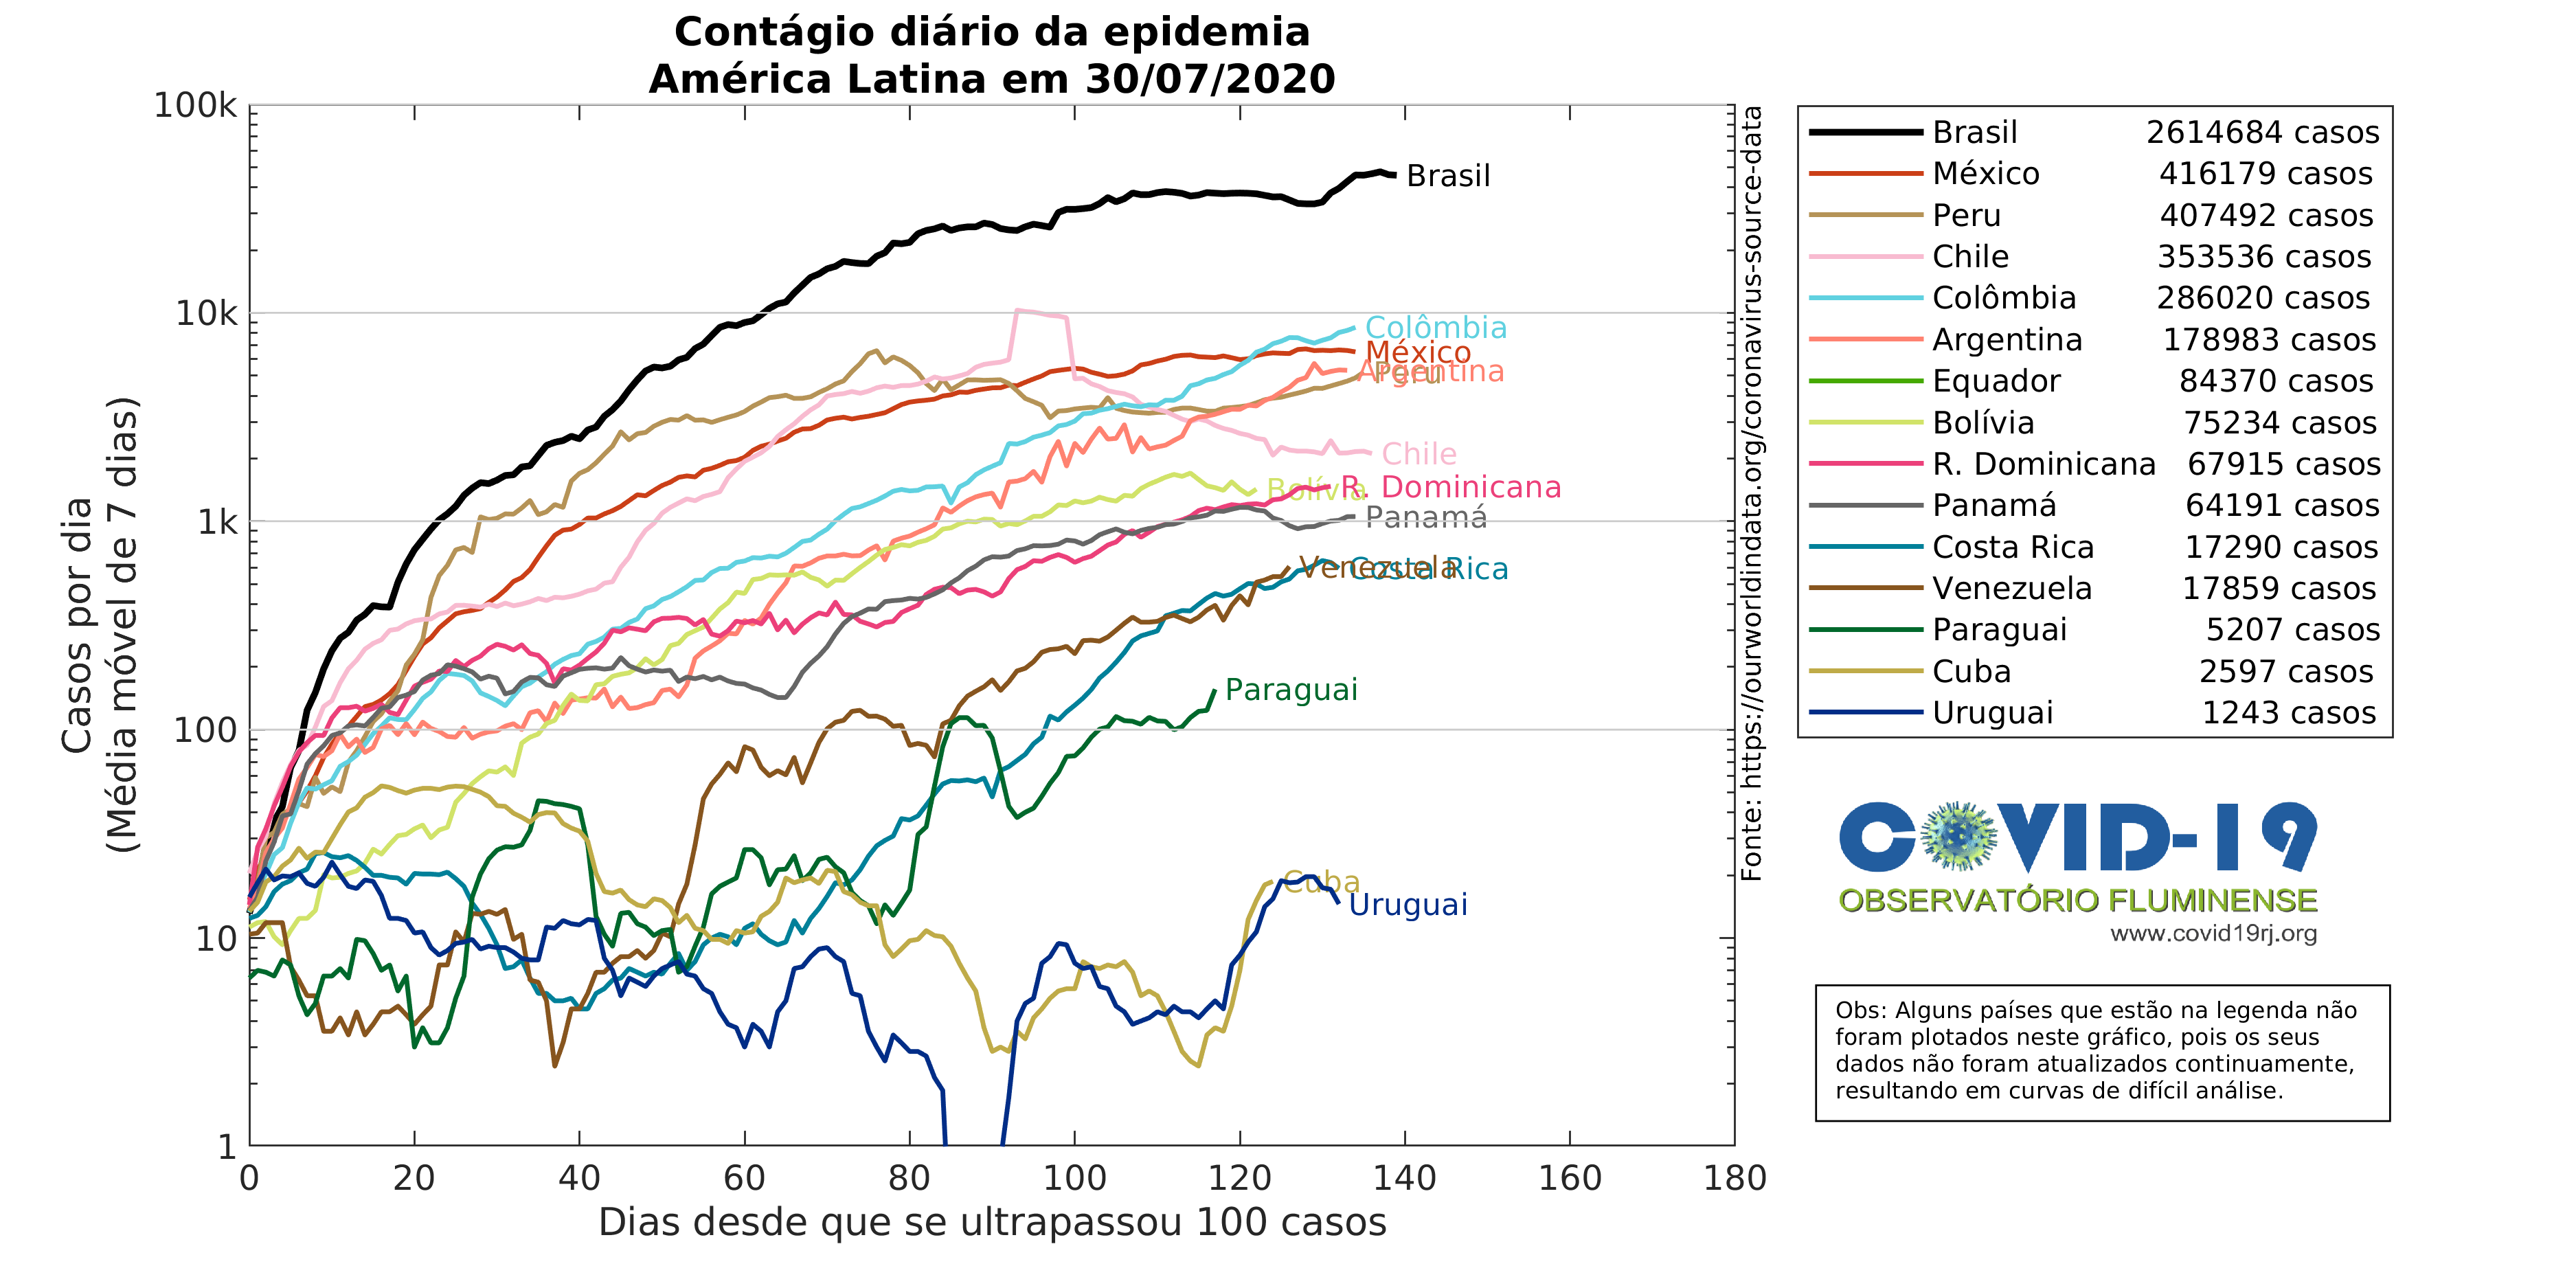 Contágio diário da epidemia
América Latina em 30/07/2020
Casos por dia
(Média móvel de 7 dias)
100k
10k
1k
100
10
1
0 20 40 60 80 100 120 140 160 180
Dias desde que se ultrapassou 100 casos
Brasil
Colômbia
México
Argentina
Peru
Chile
Bolívia
R. Dominicana
Panamá
Venezuela
Costa Rica
Paraguai
Cuba
Uruguai
Fonte: https://ourworldindata.org/coronavirus-source-data
Brasil 2614684 casos
México 416179 casos
Peru 407492 casos
Chile 353536 casos
Colômbia 286020 casos
Argentina 178983 casos
Equador 84370 casos
Bolívia 75234 casos
R. Dominicana 67915 casos
Panamá 64191 casos
Costa Rica 17290 casos
Venezuela 17859 casos
Paraguai 5207 casos
Cuba 2597 casos
Uruguai 1243 casos
COVID-19
OBSERVATÓRIO FLUMINENSE
www.covid19rj.org
Obs: Alguns países que estão na legenda não
foram plotados neste gráfico, pois os seus
dados não foram atualizados continuamente,
resultando em curvas de difícil análise.